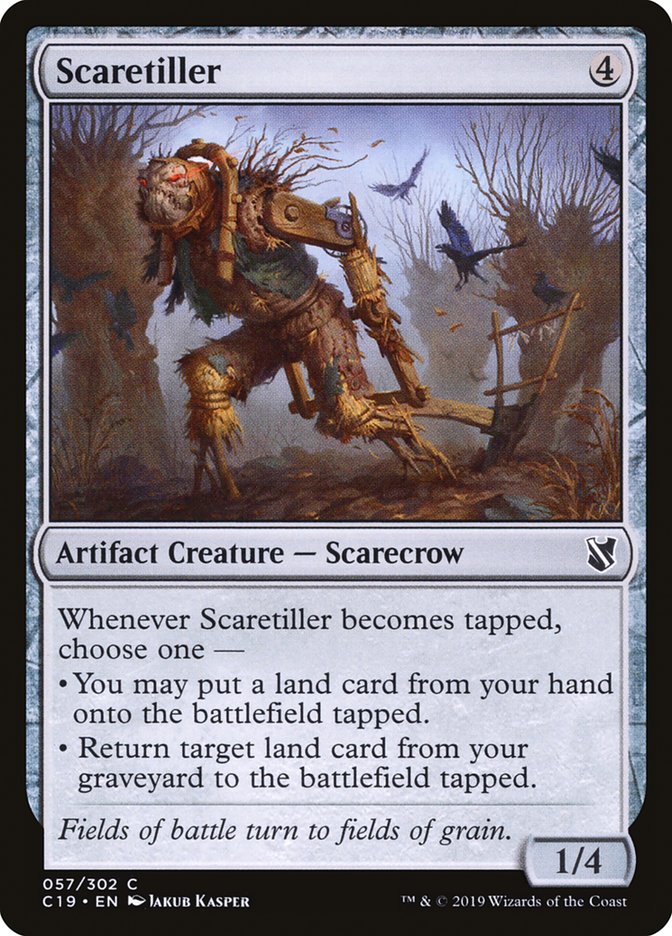 Scaretiller
4
Artifact Creature — Scarecrow
Whenever Scaretiller becomes tapped,
choose one —
• You may put a land card from your hand
onto the battlefield tapped.
• Return target land card from your
graveyard to the battlefield tapped.
Fields of battle turn to fields of grain.
1/4
057/302 C
C19 • EN Jakub Kasper
™ & © 2019 Wizards of the Coast